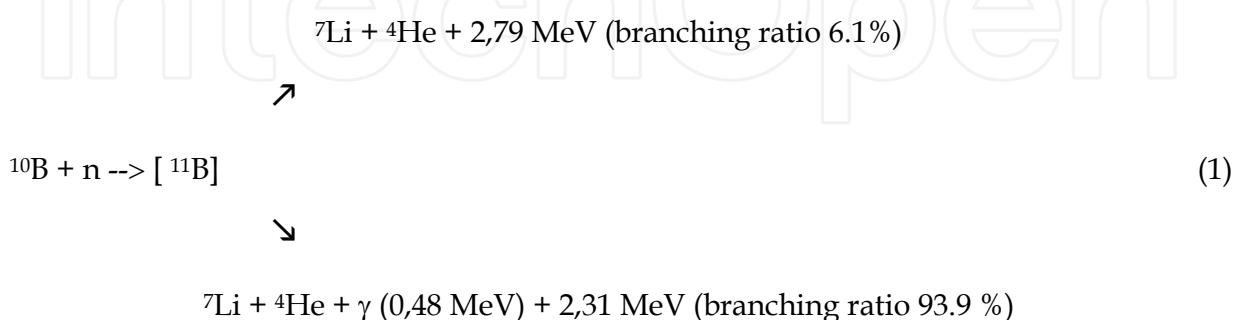 IntechOpen
⁷Li + ⁴He + 2,79 MeV (branching ratio 6.1%)
↗
¹⁰B + n --> [ ¹¹B] (1)
↘
⁷Li + ⁴He + γ (0,48 MeV) + 2,31 MeV (branching ratio 93.9 %)